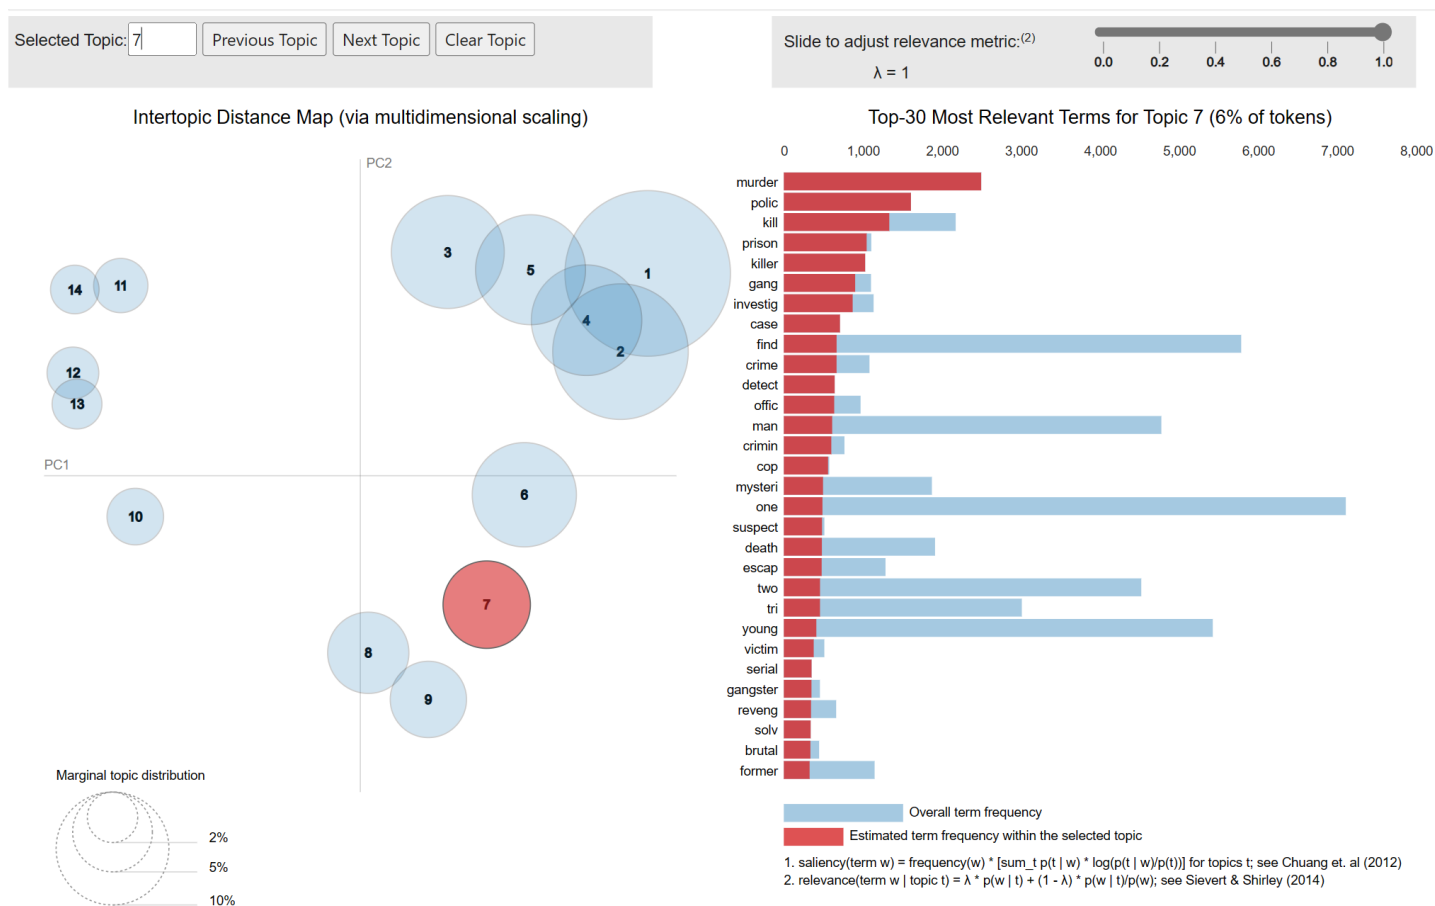 Selected Topic: 7 Previous Topic Next Topic Clear Topic
Slide to adjust relevance metric:(2)
λ = 1
0.0 0.2 0.4 0.6 0.8 1.0
Intertopic Distance Map (via multidimensional scaling)
PC2
PC1
1
2
3
4
5
6
7
8
9
10
11
12
13
14
Marginal topic distribution
2%
5%
10%
Top-30 Most Relevant Terms for Topic 7 (6% of tokens)
0 1,000 2,000 3,000 4,000 5,000 6,000 7,000 8,000
murder
polic
kill
prison
killer
gang
investig
case
find
crime
detect
offic
man
crimin
cop
mysteri
one
suspect
death
escap
two
tri
young
victim
serial
gangster
reveng
solv
brutal
former
Overall term frequency
Estimated term frequency within the selected topic
1. saliency(term w) = frequency(w) * [sum_t p(t | w) * log(p(t | w)/p(t))] for topics t; see Chuang et. al (2012)
2. relevance(term w | topic t) = λ * p(w | t) + (1 - λ) * p(w | t)/p(w); see Sievert & Shirley (2014)